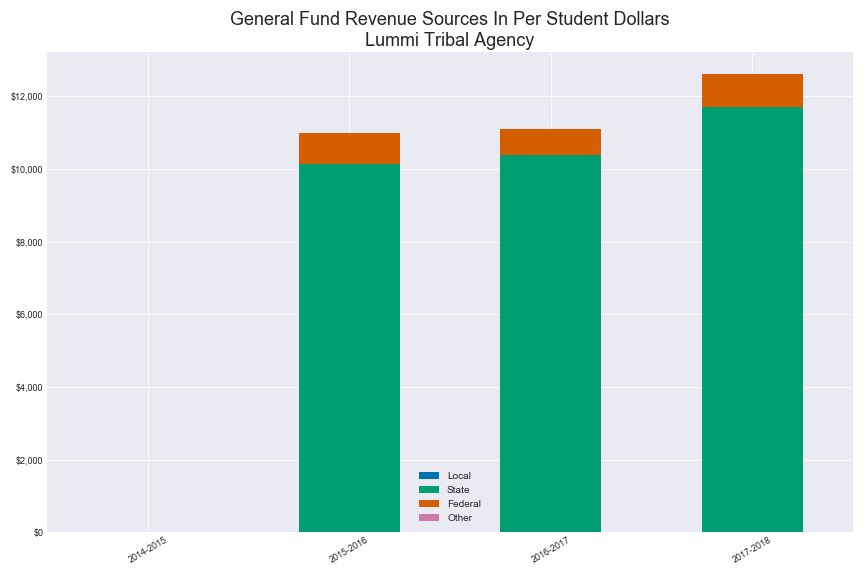 General Fund Revenue Sources In Per Student Dollars
Lummi Tribal Agency
$12,000
$10,000
$8,000
$6,000
$4,000
$2,000
$0
Local
State
Federal
Other
2014-2015
2015-2016
2016-2017
2017-2018